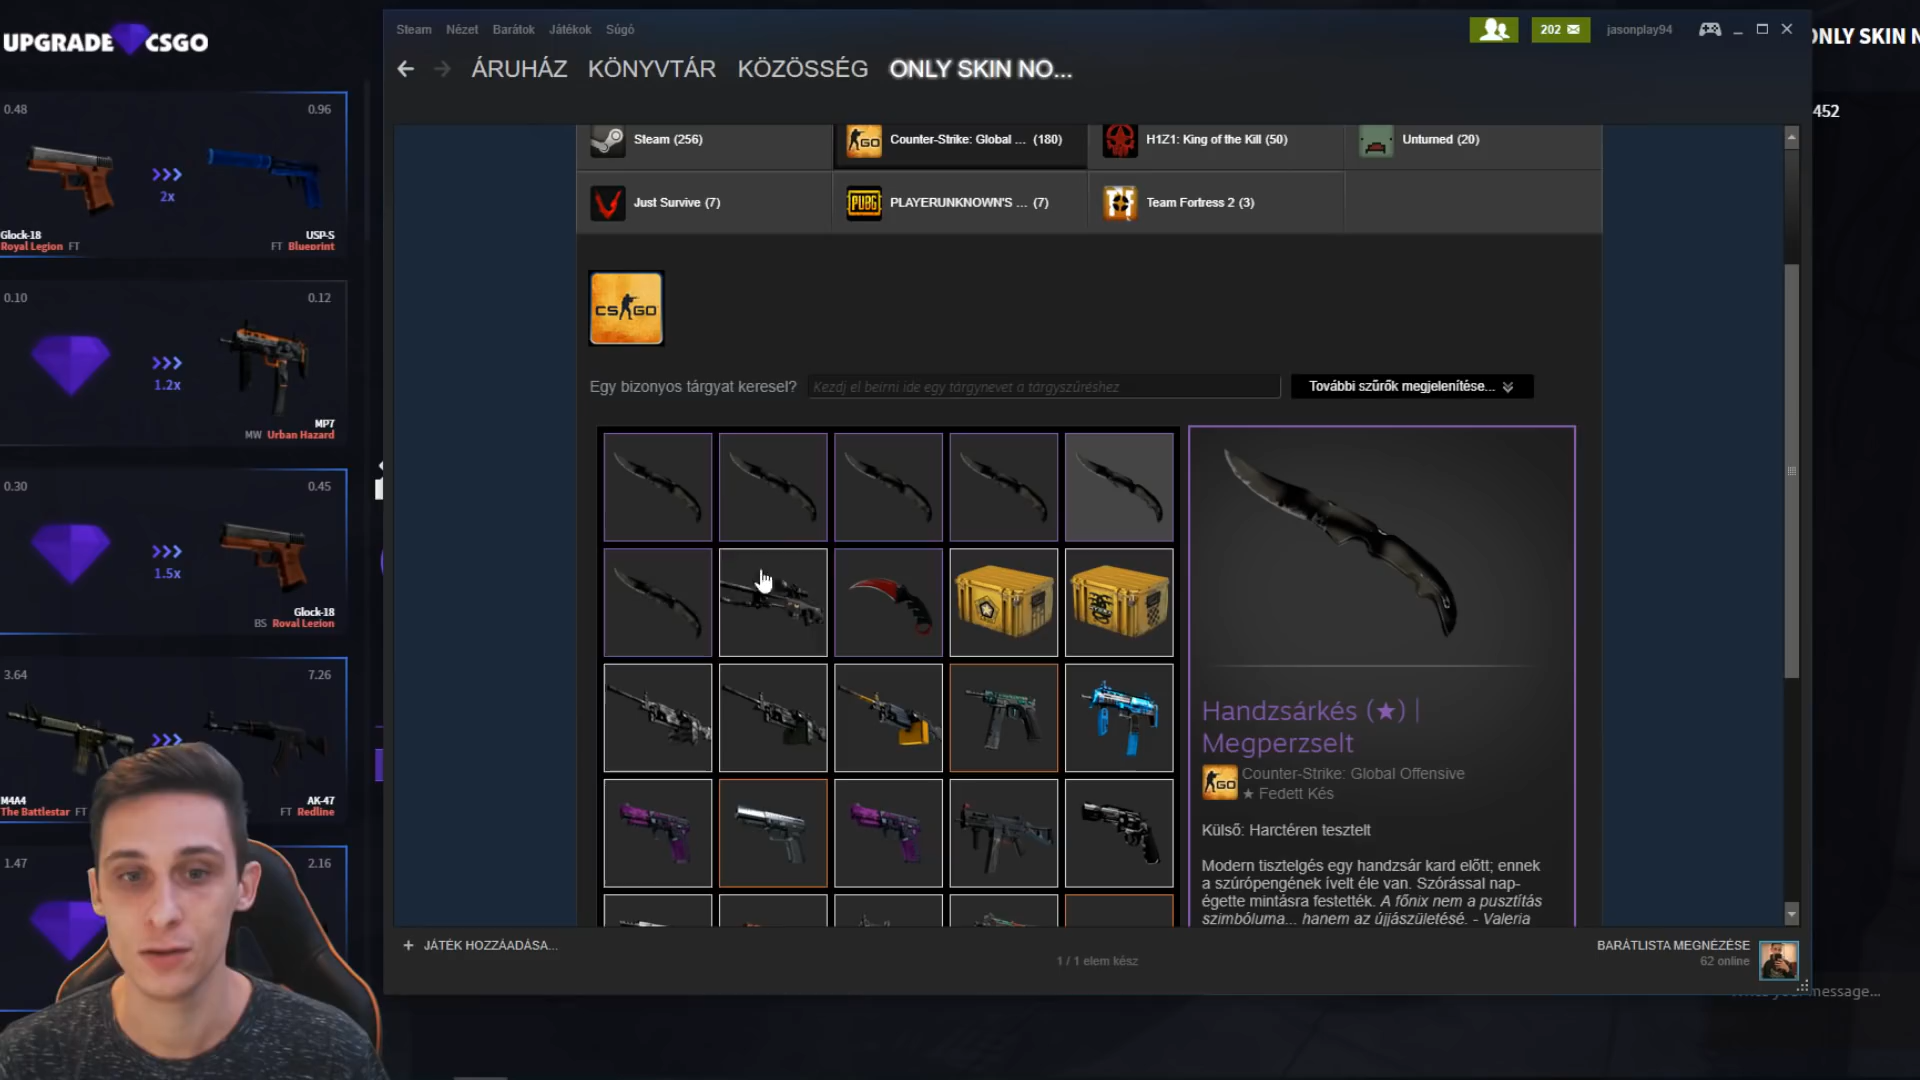 UPGRADE CSGO
0.48
0.96
2x
Glock-18
Royal Legion FT
USP-S
FT Blueprint
0.10
0.12
1.2x
MP7
MW Urban Hazard
0.30
0.45
1.5x
Glock-18
BS Royal Legion
3.64
7.26
M4A4
The Battlestar FT
AK-47
FT Redline
1.47
2.16
Steam Nézet Barátok Játékok Súgó
202
jasonplay94
ÁRUHÁZ KÖNYVTÁR KÖZÖSSÉG ONLY SKIN NO...
ONLY SKIN N
452
Steam (256)
Counter-Strike: Global ... (180)
H1Z1: King of the Kill (50)
Unturned (20)
Just Survive (7)
PUBG
PLAYERUNKNOWN'S ... (7)
Team Fortress 2 (3)
CS GO
Egy bizonyos tárgyat keresel?
Kezdj el beírni ide egy tárgynevet a tárgyszűréshez
További szűrők megjelenítése...
Handzsárkés (★) |
Megperzselt
GO
Counter-Strike: Global Offensive
★ Fedett Kés
Külső: Harctéren tesztelt
Modern tisztelgés egy handzsár kard előtt; ennek
a szúrópengének ívelt éle van. Szórással nap-
égette mintásra festették. A főnix nem a pusztítás
szimbóluma... hanem az újjászületésé. - Valeria
+ JÁTÉK HOZZÁADÁSA...
1 / 1 elem kész
BARÁTLISTA MEGNÉZÉSE
62 online
message...